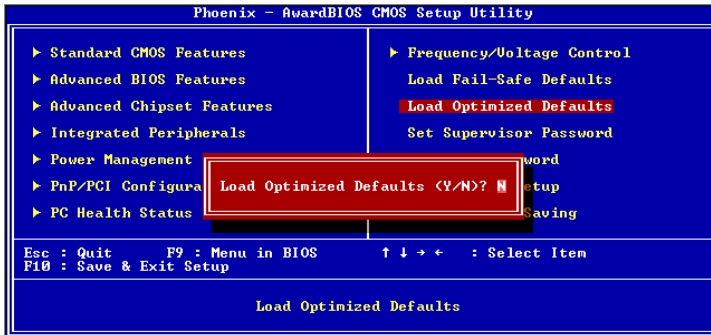 Phoenix - AwardBIOS CMOS Setup Utility
► Standard CMOS Features
► Advanced BIOS Features
► Advanced Chipset Features
► Integrated Peripherals
► Power Management
► PnP/PCI Configura
► PC Health Status
► Frequency/Voltage Control
Load Fail-Safe Defaults
Load Optimized Defaults
Set Supervisor Password
word
etup
Saving
Load Optimized Defaults (Y/N)? N
Esc : Quit F9 : Menu in BIOS ↑ ↓ → ← : Select Item
F10 : Save & Exit Setup
Load Optimized Defaults